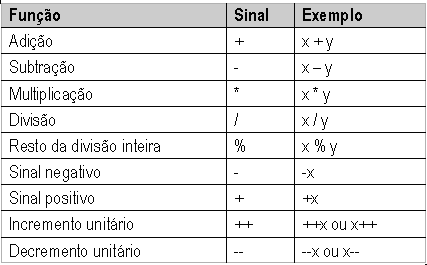 Função Sinal Exemplo
Adição + x + y
Subtração - x – y
Multiplicação * x * y
Divisão / x / y
Resto da divisão inteira % x % y
Sinal negativo - -x
Sinal positivo + +x
Incremento unitário ++ ++x ou x++
Decremento unitário -- --x ou x--